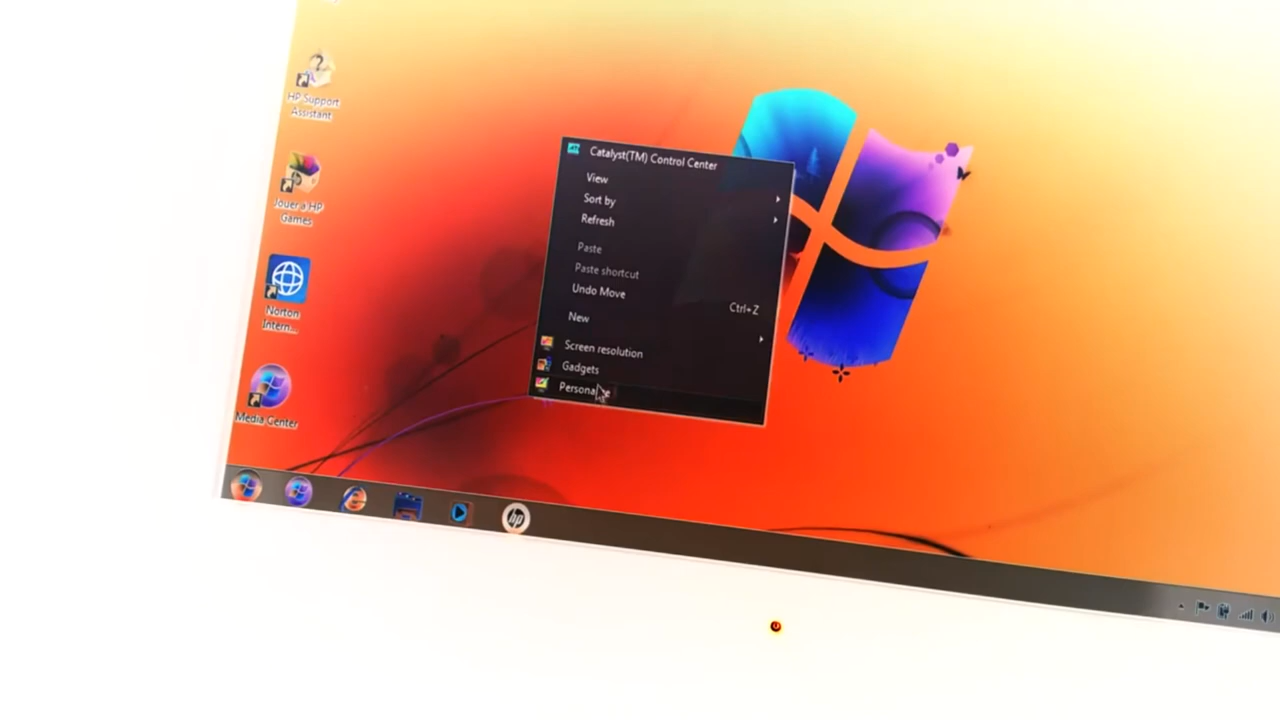 HP Support
Assistant
Jouer à HP
Games
Norton
Intern...
Media Center
Catalyst(TM) Control Center
View
Sort by
Refresh
Paste
Paste shortcut
Undo Move Ctrl+Z
New
Screen resolution
Gadgets
Personalize
hp